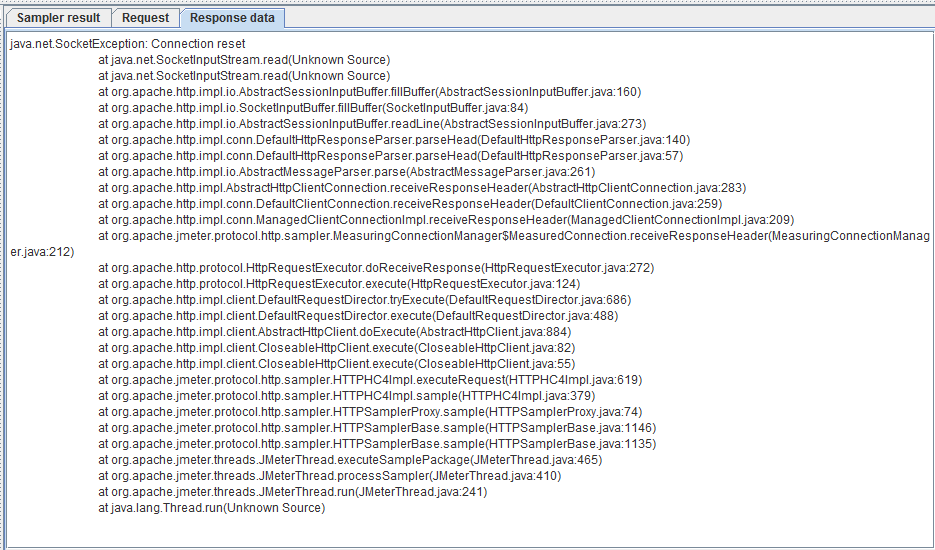 Sampler result Request Response data
java.net.SocketException: Connection reset
at java.net.SocketInputStream.read(Unknown Source)
at java.net.SocketInputStream.read(Unknown Source)
at org.apache.http.impl.io.AbstractSessionInputBuffer.fillBuffer(AbstractSessionInputBuffer.java:160)
at org.apache.http.impl.io.SocketInputBuffer.fillBuffer(SocketInputBuffer.java:84)
at org.apache.http.impl.io.AbstractSessionInputBuffer.readLine(AbstractSessionInputBuffer.java:273)
at org.apache.http.impl.conn.DefaultHttpResponseParser.parseHead(DefaultHttpResponseParser.java:140)
at org.apache.http.impl.conn.DefaultHttpResponseParser.parseHead(DefaultHttpResponseParser.java:57)
at org.apache.http.impl.io.AbstractMessageParser.parse(AbstractMessageParser.java:261)
at org.apache.http.impl.AbstractHttpClientConnection.receiveResponseHeader(AbstractHttpClientConnection.java:283)
at org.apache.http.impl.conn.DefaultClientConnection.receiveResponseHeader(DefaultClientConnection.java:259)
at org.apache.http.impl.conn.ManagedClientConnectionImpl.receiveResponseHeader(ManagedClientConnectionImpl.java:209)
at org.apache.jmeter.protocol.http.sampler.MeasuringConnectionManager$MeasuredConnection.receiveResponseHeader(MeasuringConnectionManag
er.java:212)
at org.apache.http.protocol.HttpRequestExecutor.doReceiveResponse(HttpRequestExecutor.java:272)
at org.apache.http.protocol.HttpRequestExecutor.execute(HttpRequestExecutor.java:124)
at org.apache.http.impl.client.DefaultRequestDirector.tryExecute(DefaultRequestDirector.java:686)
at org.apache.http.impl.client.DefaultRequestDirector.execute(DefaultRequestDirector.java:488)
at org.apache.http.impl.client.AbstractHttpClient.doExecute(AbstractHttpClient.java:884)
at org.apache.http.impl.client.CloseableHttpClient.execute(CloseableHttpClient.java:82)
at org.apache.http.impl.client.CloseableHttpClient.execute(CloseableHttpClient.java:55)
at org.apache.jmeter.protocol.http.sampler.HTTPHC4Impl.executeRequest(HTTPHC4Impl.java:619)
at org.apache.jmeter.protocol.http.sampler.HTTPHC4Impl.sample(HTTPHC4Impl.java:379)
at org.apache.jmeter.protocol.http.sampler.HTTPSamplerProxy.sample(HTTPSamplerProxy.java:74)
at org.apache.jmeter.protocol.http.sampler.HTTPSamplerBase.sample(HTTPSamplerBase.java:1146)
at org.apache.jmeter.protocol.http.sampler.HTTPSamplerBase.sample(HTTPSamplerBase.java:1135)
at org.apache.jmeter.threads.JMeterThread.executeSamplePackage(JMeterThread.java:465)
at org.apache.jmeter.threads.JMeterThread.processSampler(JMeterThread.java:410)
at org.apache.jmeter.threads.JMeterThread.run(JMeterThread.java:241)
at java.lang.Thread.run(Unknown Source)